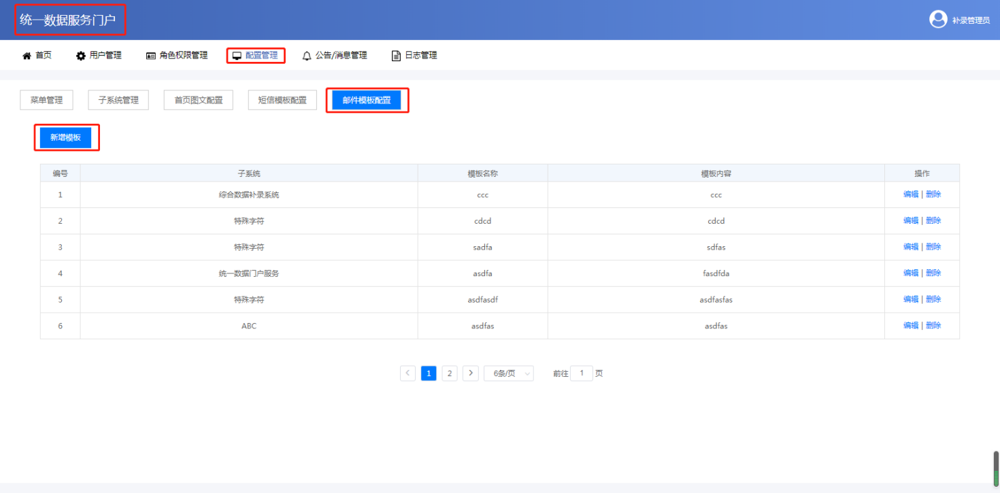 统一数据服务门户
补录管理员
首页 用户管理 角色权限管理 配置管理 公告/消息管理 日志管理
菜单管理 子系统管理 首页图文配置 短信模板配置 邮件模板配置
新增模板
编号 子系统 模板名称 模板内容 操作
1 综合数据补录系统 ccc ccc 编辑 | 删除
2 特殊字符 cdcd cdcd 编辑 | 删除
3 特殊字符 sadfa sdfas 编辑 | 删除
4 统一数据门户服务 asdfa fasdfda 编辑 | 删除
5 特殊字符 asdfasdf asdfasfas 编辑 | 删除
6 ABC asdfas asdfas 编辑 | 删除
1 2 6条/页 前往 1 页